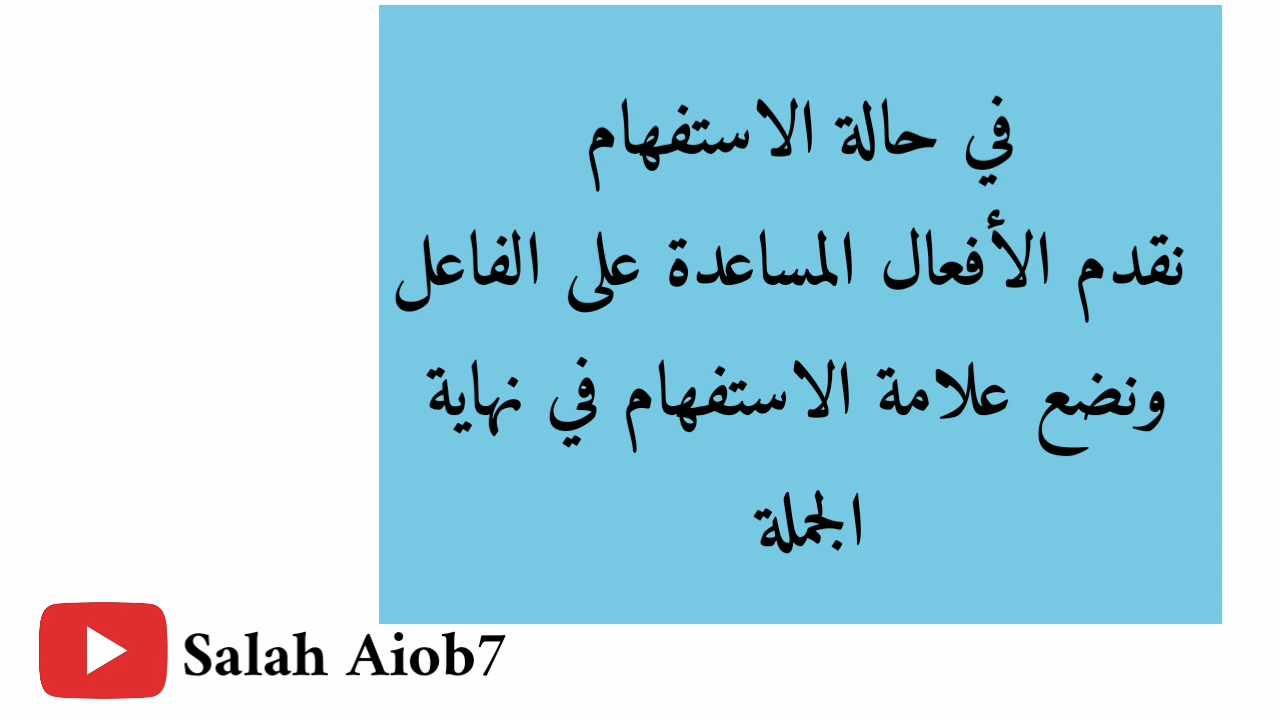 في حالة الاستفهام
نقدم الأفعال المساعدة على الفاعل
ونضع علامة الاستفهام في نهاية
الجملة
Salah Aiob7